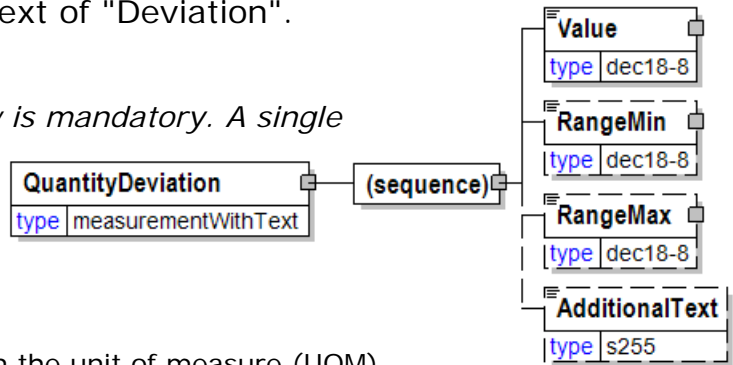 ext of "Deviation".
y is mandatory. A single
QuantityDeviation
type measurementWithText
(sequence)
Value
type dec18-8
RangeMin
type dec18-8
RangeMax
type dec18-8
AdditionalText
type s255
n the unit of measure (UOM)